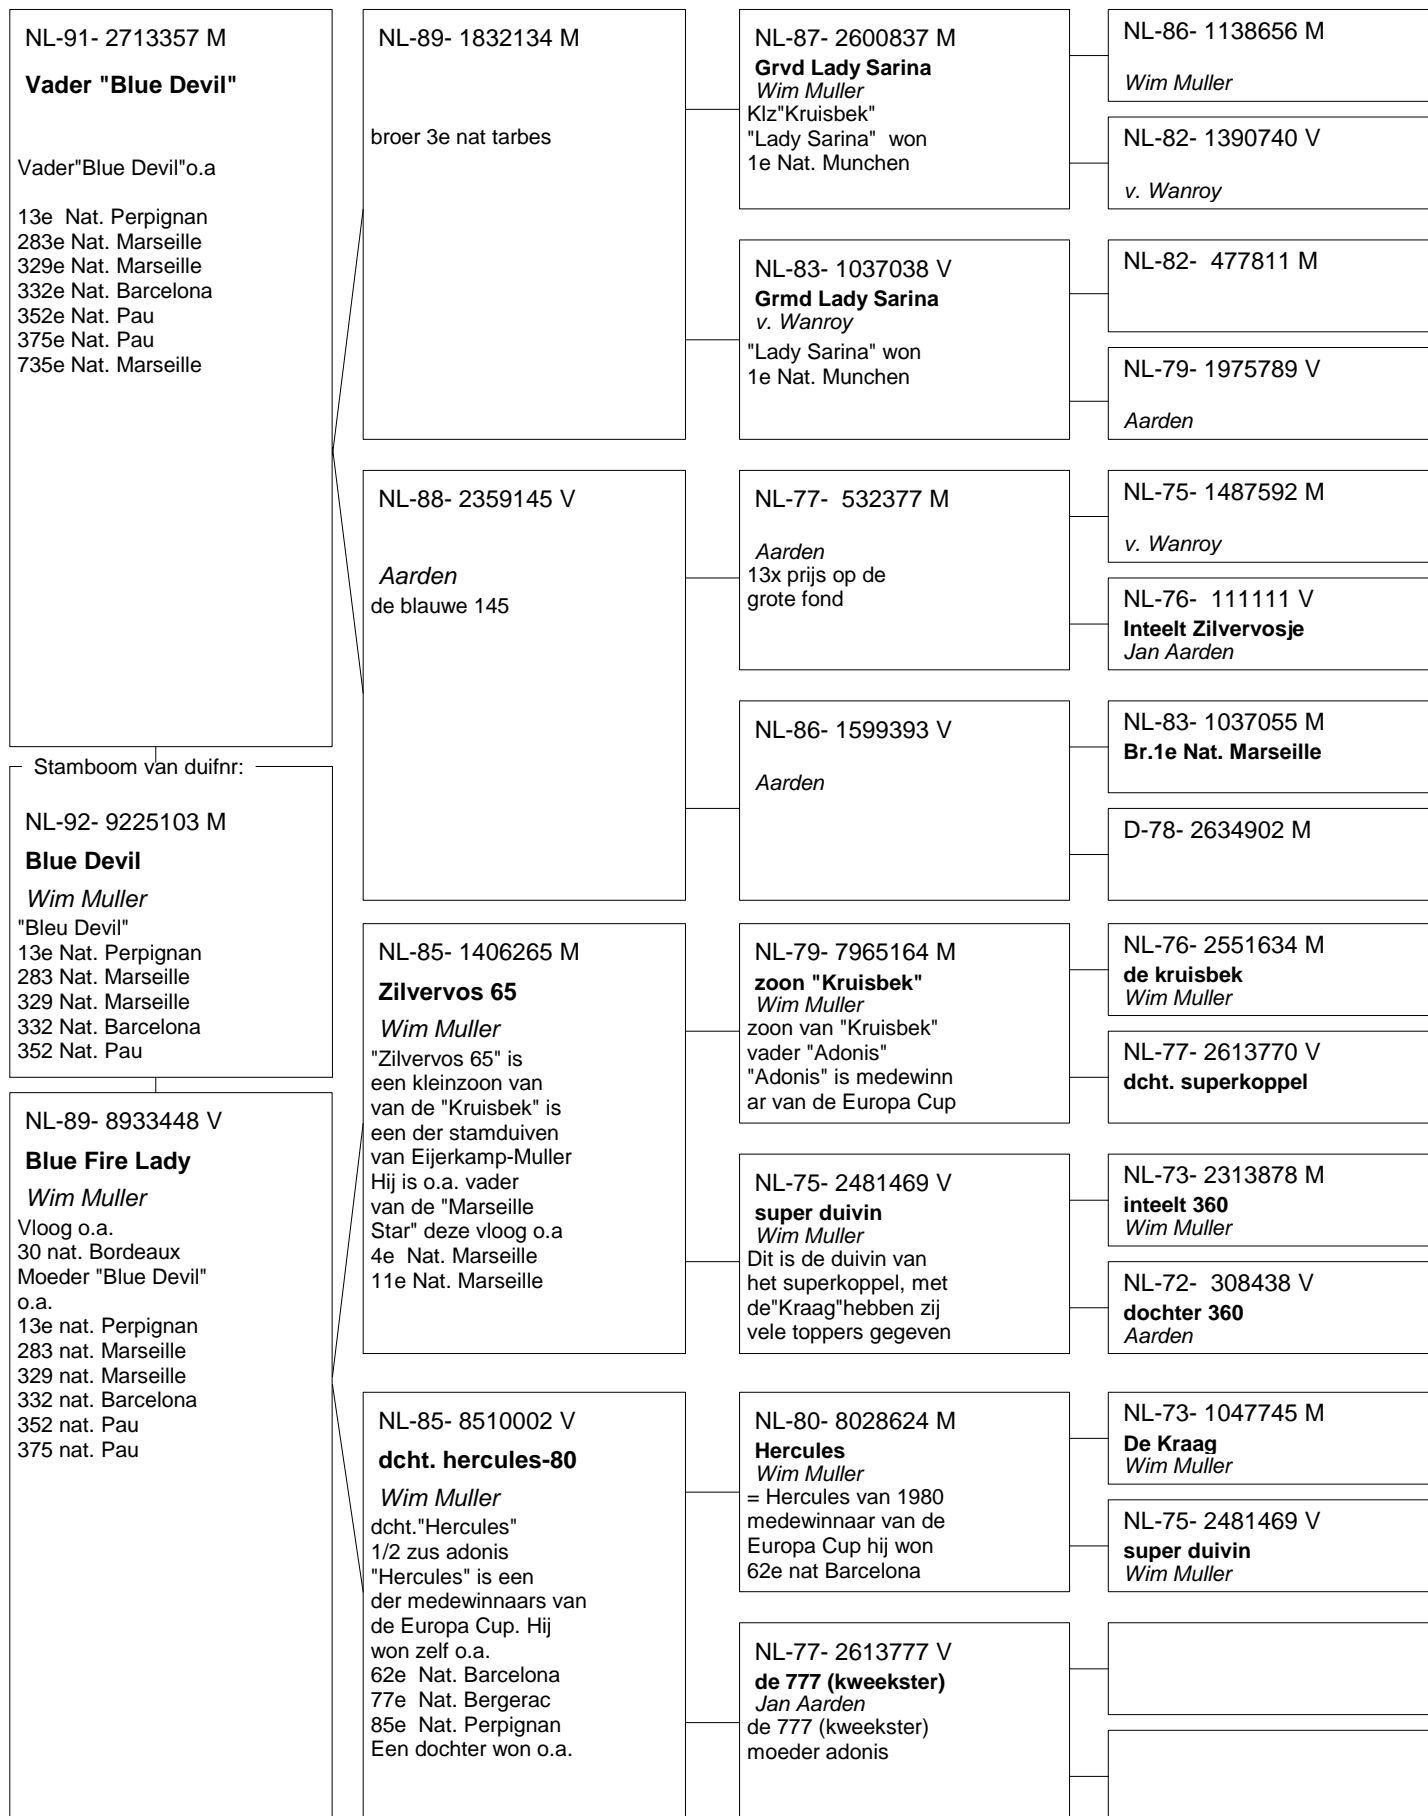 NL-91- 2713357 M
Vader "Blue Devil"
Vader"Blue Devil"o.a
13e  Nat. Perpignan
283e Nat. Marseille
329e Nat. Marseille
332e Nat. Barcelona
352e Nat. Pau
375e Nat. Pau
735e Nat. Marseille
Stamboom van duifnr:
NL-92- 9225103 M
Blue Devil
Wim Muller
"Bleu Devil"
13e Nat. Perpignan
283 Nat. Marseille
329 Nat. Marseille
332 Nat. Barcelona
352 Nat. Pau
NL-89- 8933448 V
Blue Fire Lady
Wim Muller
Vloog o.a.
30 nat. Bordeaux
Moeder "Blue Devil"
o.a.
13e nat. Perpignan
283 nat. Marseille
329 nat. Marseille
332 nat. Barcelona
352 nat. Pau
375 nat. Pau
NL-89- 1832134 M
broer 3e nat tarbes
NL-88- 2359145 V
Aarden
de blauwe 145
NL-85- 1406265 M
Zilvervos 65
Wim Muller
"Zilvervos 65" is
een kleinzoon van
van de "Kruisbek" is
een der stamduiven
van Eijerkamp-Muller
Hij is o.a. vader
van de "Marseille
Star" deze vloog o.a
4e  Nat. Marseille
11e Nat. Marseille
NL-85- 8510002 V
dcht. hercules-80
Wim Muller
dcht."Hercules"
1/2 zus adonis
"Hercules" is een
der medewinnaars van
de Europa Cup. Hij
won zelf o.a.
62e  Nat. Barcelona
77e  Nat. Bergerac
85e  Nat. Perpignan
Een dochter won o.a.
NL-87- 2600837 M
Grvd Lady Sarina
Wim Muller
Klz"Kruisbek"
"Lady Sarina"  won
1e Nat. Munchen
NL-83- 1037038 V
Grmd Lady Sarina
v. Wanroy
"Lady Sarina" won
1e Nat. Munchen
NL-77-  532377 M
Aarden
13x prijs op de
grote fond
NL-86- 1599393 V
Aarden
NL-79- 7965164 M
zoon "Kruisbek"
Wim Muller
zoon van "Kruisbek"
vader "Adonis"
"Adonis" is medewinn
ar van de Europa Cup
NL-75- 2481469 V
super duivin
Wim Muller
Dit is de duivin van
het superkoppel, met
de"Kraag"hebben zij
vele toppers gegeven
NL-80- 8028624 M
Hercules
Wim Muller
= Hercules van 1980
medewinnaar van de
Europa Cup hij won
62e nat Barcelona
NL-77- 2613777 V
de 777 (kweekster)
Jan Aarden
de 777 (kweekster)
moeder adonis
NL-86- 1138656 M
Wim Muller
NL-82- 1390740 V
v. Wanroy
NL-82-  477811 M
NL-79- 1975789 V
Aarden
NL-75- 1487592 M
v. Wanroy
NL-76-  111111 V
Inteelt Zilvervosje
Jan Aarden
NL-83- 1037055 M
Br.1e Nat. Marseille
D-78- 2634902 M
NL-76- 2551634 M
de kruisbek
Wim Muller
NL-77- 2613770 V
dcht. superkoppel
NL-73- 2313878 M
inteelt 360
Wim Muller
NL-72-  308438 V
dochter 360
Aarden
NL-73- 1047745 M
De Kraag
Wim Muller
NL-75- 2481469 V
super duivin
Wim Muller